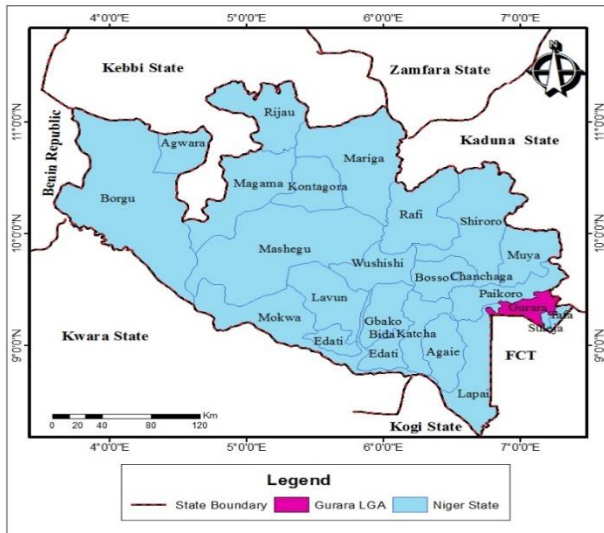 4°0'0"E 5°0'0"E 6°0'0"E 7°0'0"E
Kebbi State
Zamfara State
11°0'0"N
11°0'0"N
Rijau
Kaduna State
Benin Republic
Agwara
Mariga
Magama
Kontagora
Borgu
Rafi
Shiroro
10°0'0"N
10°0'0"N
Mashegu
Muya
Wushishi
Bosso
Chanchaga
Paikoro
Lavun
Gurara
Tafa
Mokwa
Gbako
Suleja
Kwara State
Bida
Katcha
Edati
Edati
Agaie
FCT
9°0'0"N
9°0'0"N
Lapai
Km
0 20 40 80 120
Kogi State
4°0'0"E 5°0'0"E 6°0'0"E 7°0'0"E
Legend
State Boundary Gurara LGA Niger State